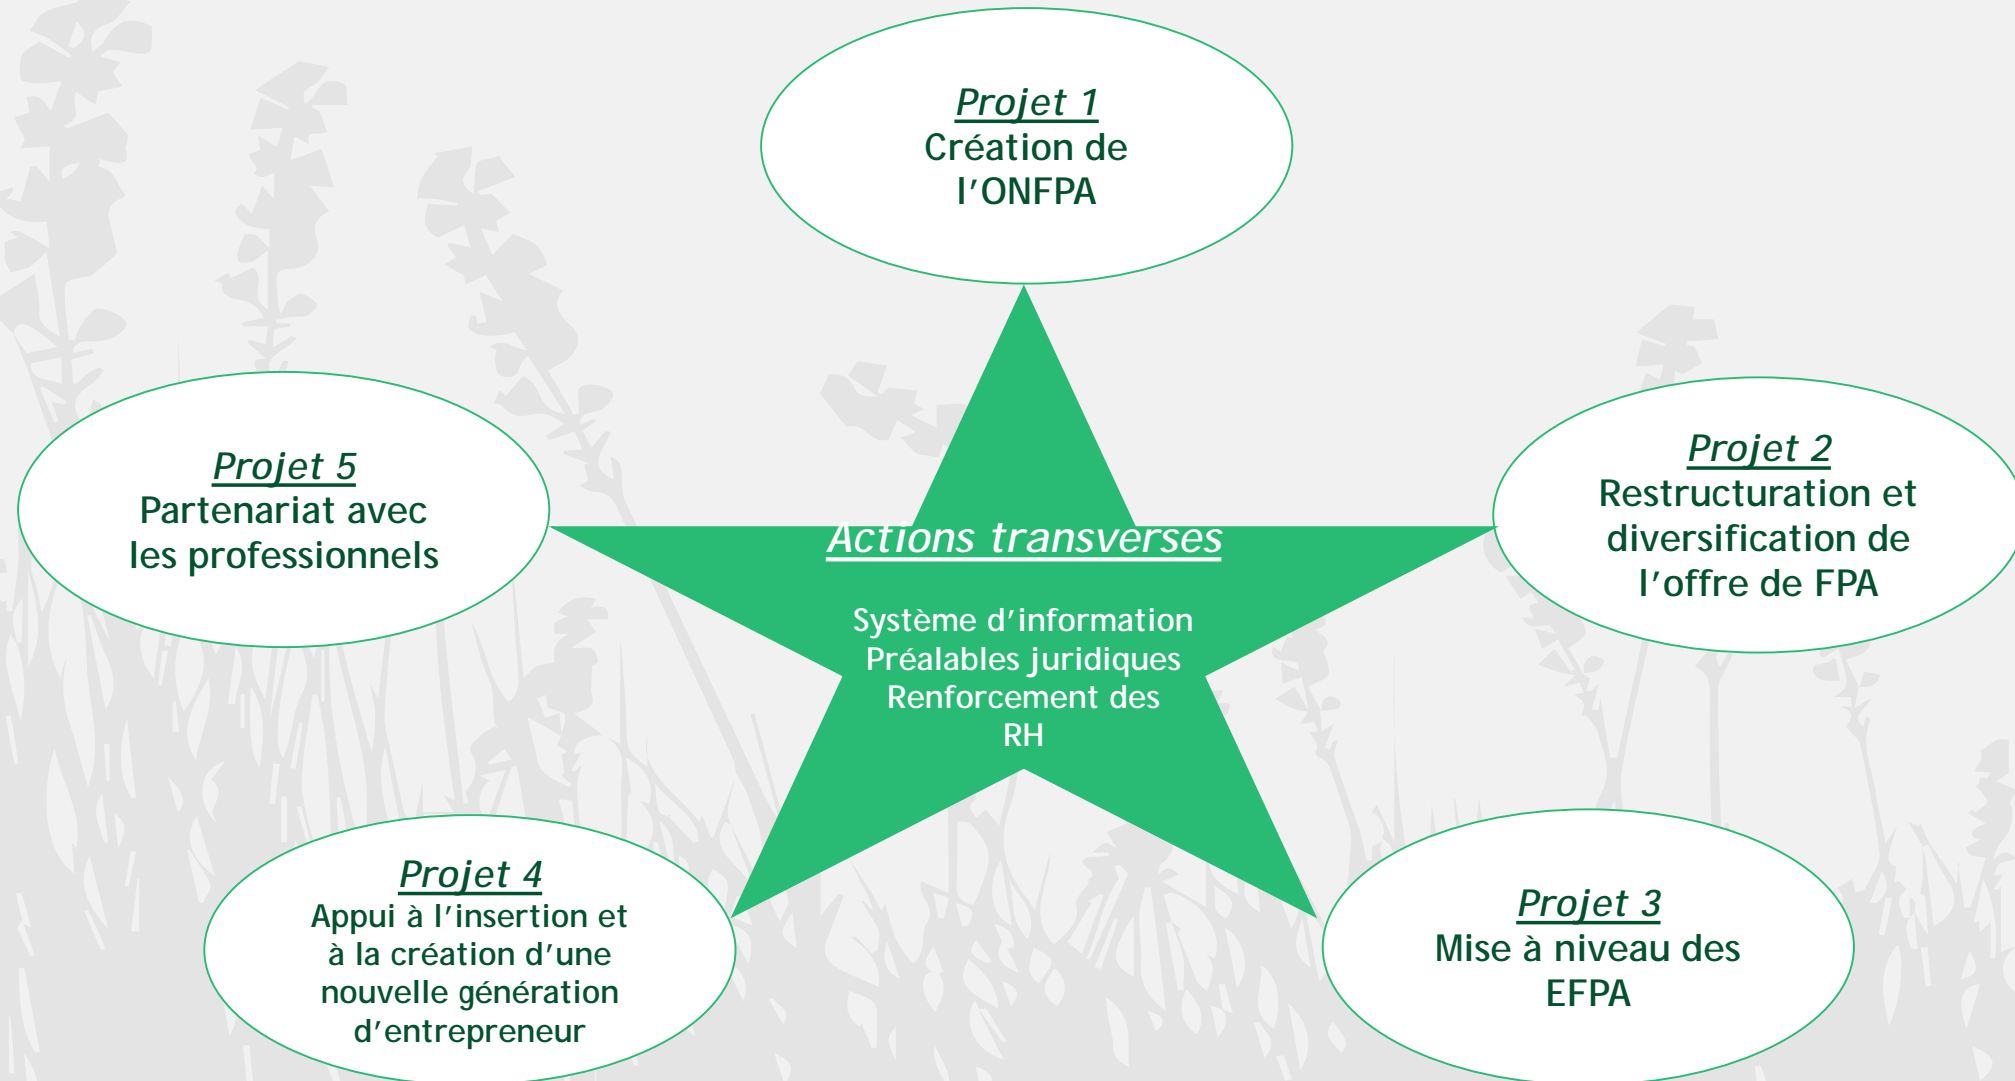 Projet 1
Création de
l'ONFPA
Projet 5
Partenariat avec
les professionnels
Projet 2
Restructuration et
diversification de
l'offre de FPA
Actions transverses
Système d'information
Préalables juridiques
Renforcement des
RH
Projet 4
Appui à l'insertion et
à la création d'une
nouvelle génération
d'entrepreneur
Projet 3
Mise à niveau des
EFPA